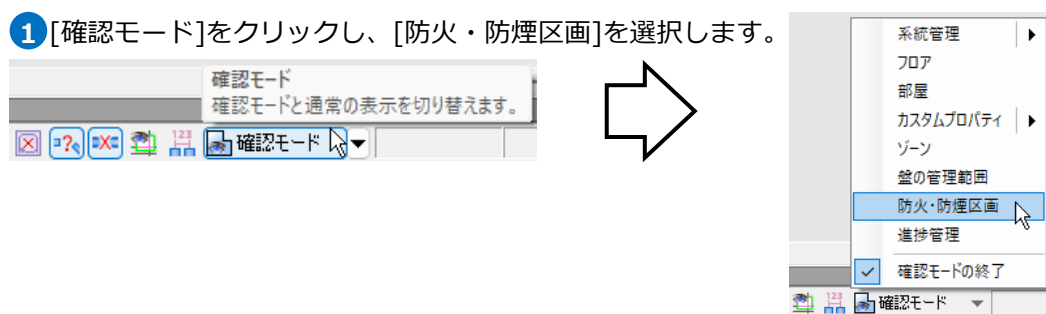 1 [確認モード]をクリックし、[防火・防煙区画]を選択します。
確認モード
確認モードと通常の表示を切り替えます。
123
確認モード
系統管理
フロア
部屋
カスタムプロパティ
ゾーン
盤の管理範囲
防火・防煙区画
進捗管理
確認モードの終了
123
確認モード